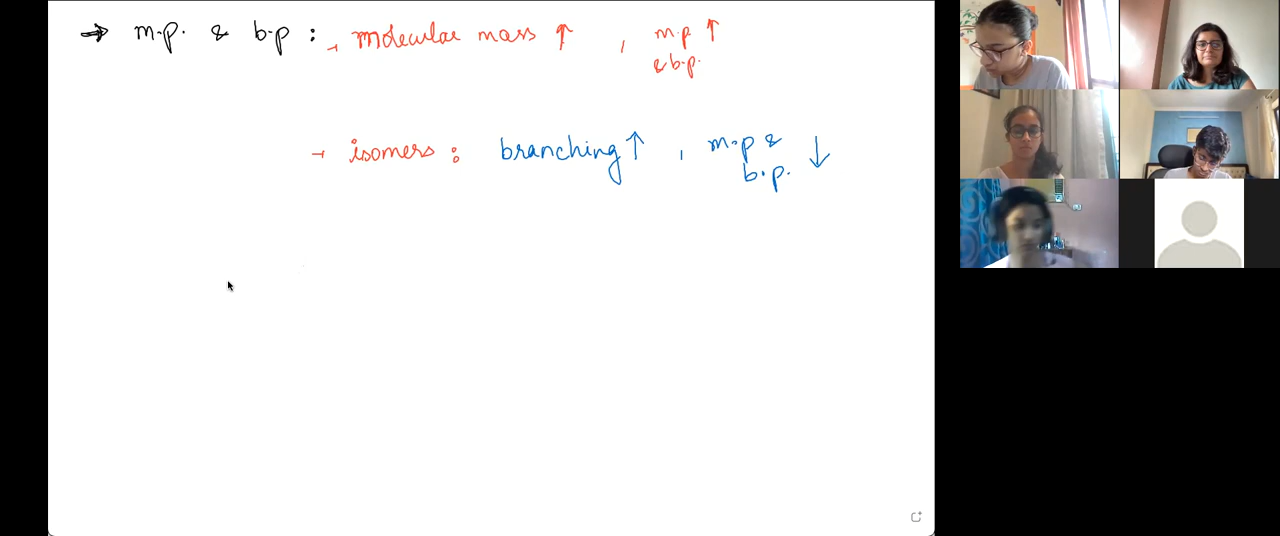 → m.p. & b.p : → molecular mass ↑ , m.p ↑
& b.p.
→ isomers : branching ↑ , m.p &
b.p. ↓